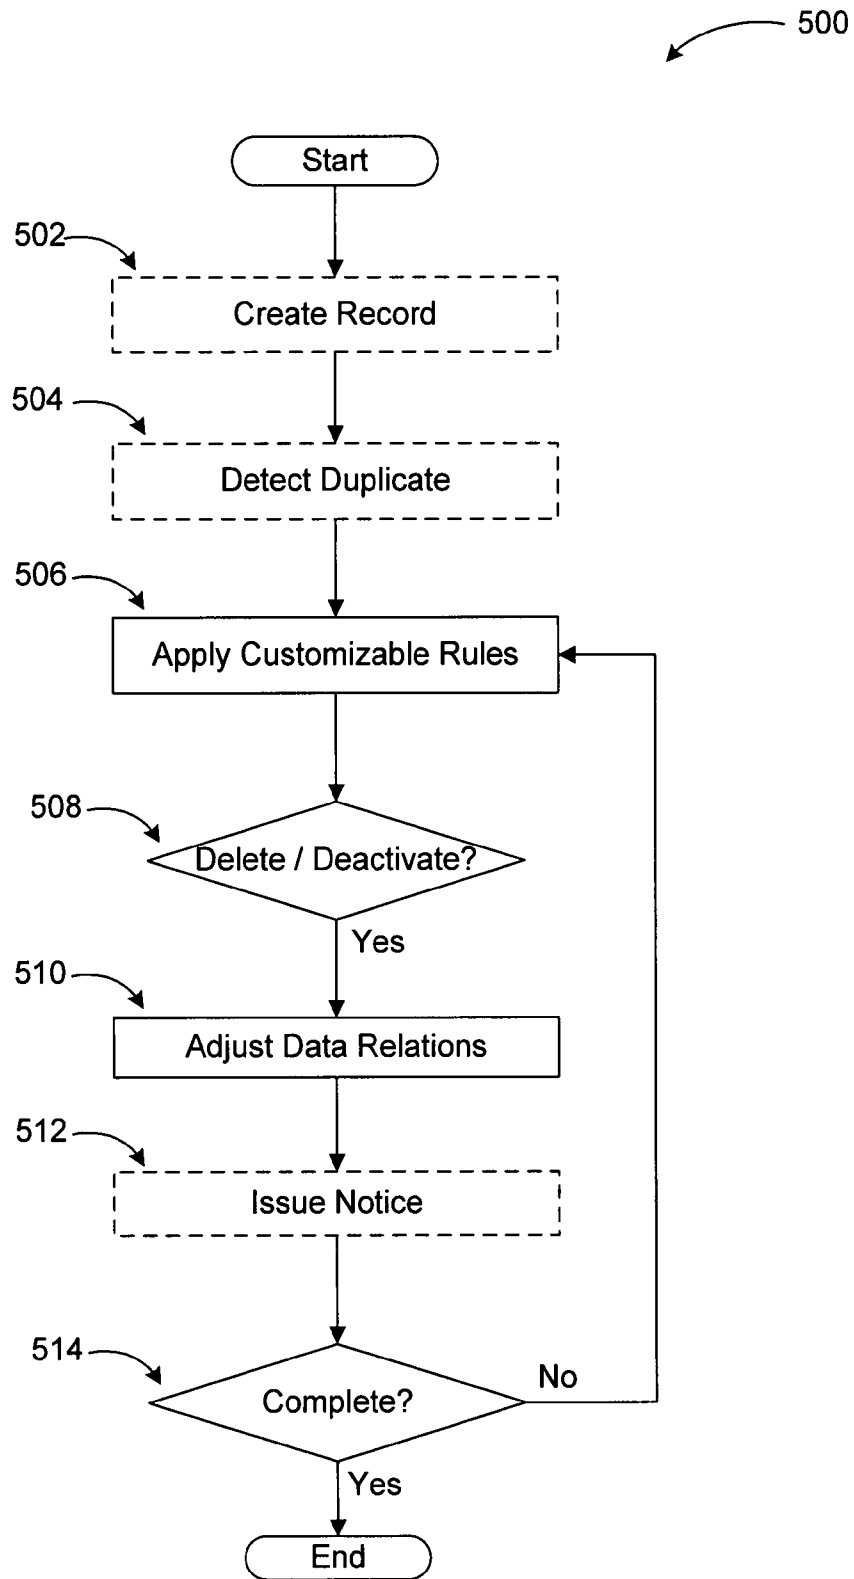 500
Start
502
Create Record
504
Detect Duplicate
506
Apply Customizable Rules
508
Delete / Deactivate?
Yes
510
Adjust Data Relations
512
Issue Notice
514
Complete?
No
Yes
End